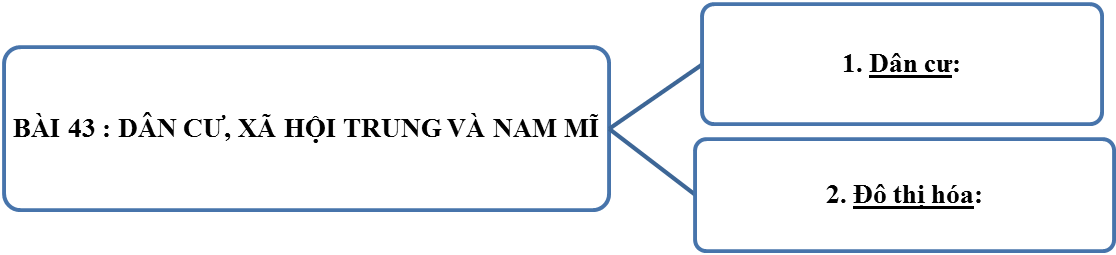 BÀI 43 : DÂN CƯ, XÃ HỘI TRUNG VÀ NAM MĨ
1. Dân cư:
2. Đô thị hóa: